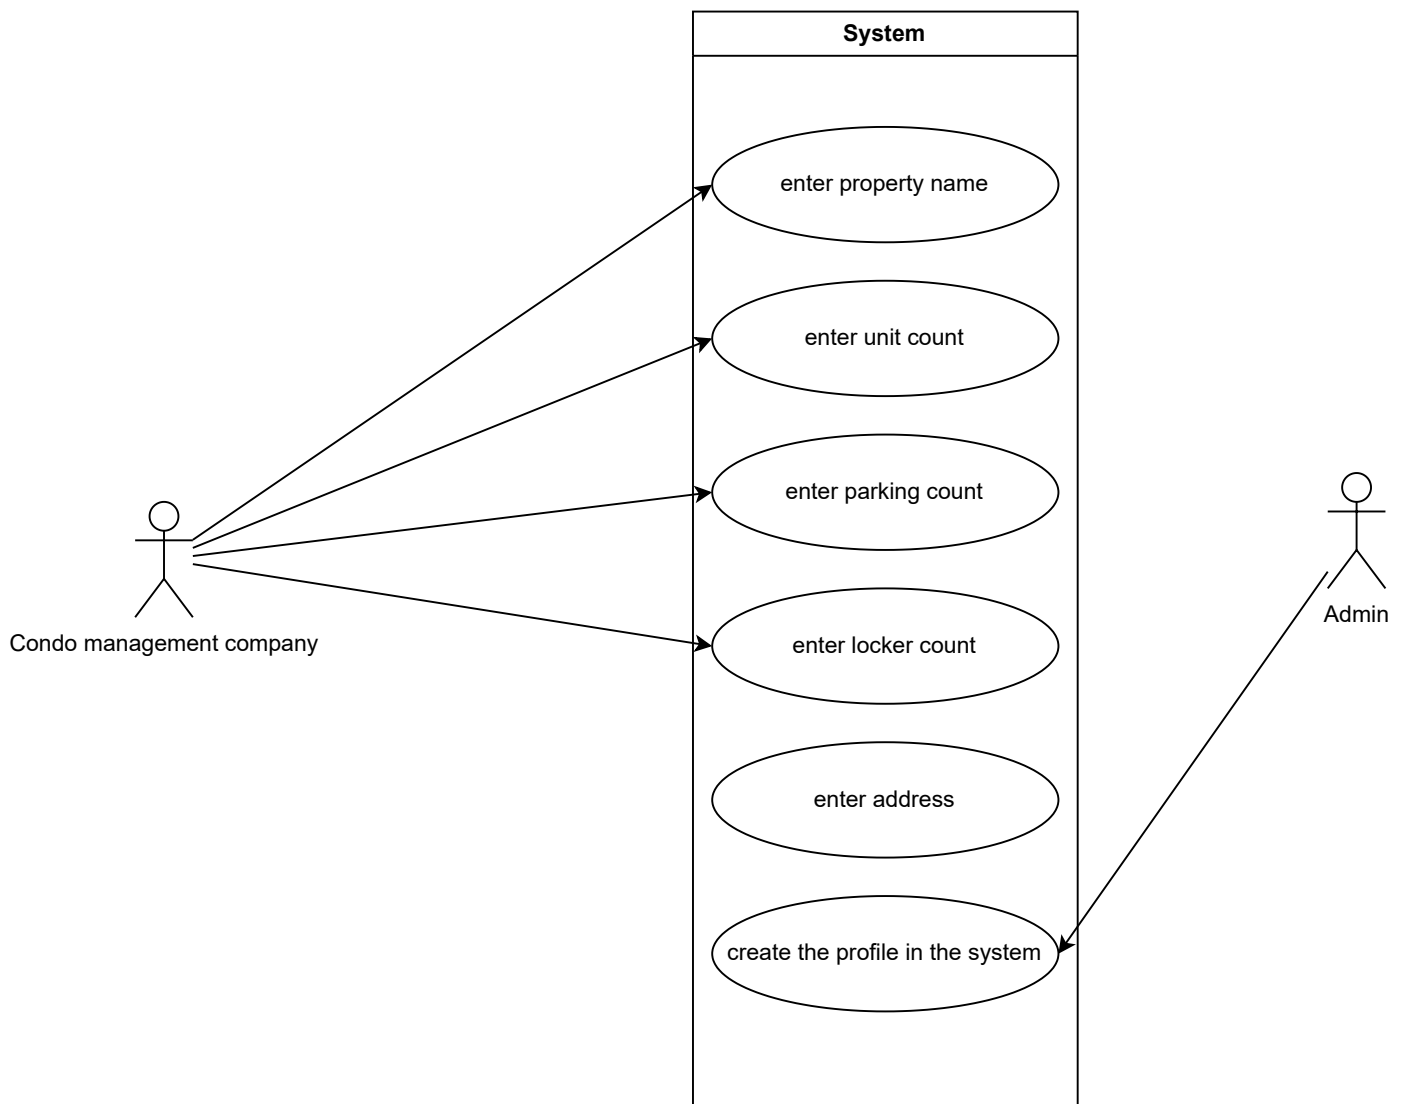 System
enter property name
enter unit count
enter parking count
Condo management company
Admin
enter locker count
enter address
create the profile in the system